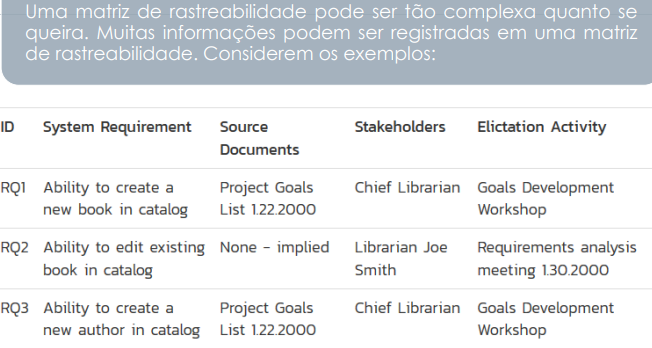 Uma matriz de rastreabilidade pode ser tão complexa quanto se
queira. Muitas informações podem ser registradas em uma matriz
de rastreabilidade. Considerem os exemplos:
ID System Requirement Source Documents Stakeholders Elictation Activity
RQ1 Ability to create a new book in catalog Project Goals List 1.22.2000 Chief Librarian Goals Development Workshop
RQ2 Ability to edit existing book in catalog None - implied Librarian Joe Smith Requirements analysis meeting 1.30.2000
RQ3 Ability to create a new author in catalog Project Goals List 1.22.2000 Chief Librarian Goals Development Workshop